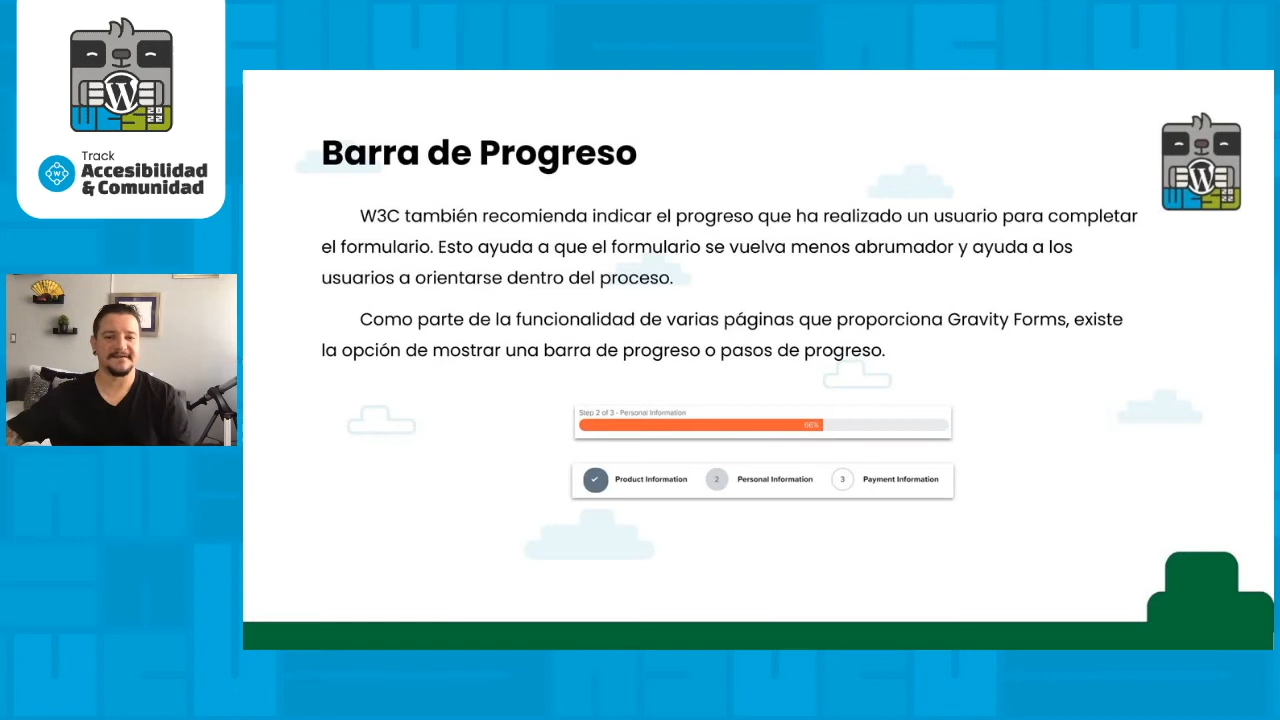 WESJ
2022
Track
Accesibilidad
& Comunidad
Barra de Progreso
W3C también recomienda indicar el progreso que ha realizado un usuario para completar
el formulario. Esto ayuda a que el formulario se vuelva menos abrumador y ayuda a los
usuarios a orientarse dentro del proceso.
Como parte de la funcionalidad de varias páginas que proporciona Gravity Forms, existe
la opción de mostrar una barra de progreso o pasos de progreso.
Step 2 of 3 - Personal Information
66%
Product Information
2 Personal Information
3 Payment Information